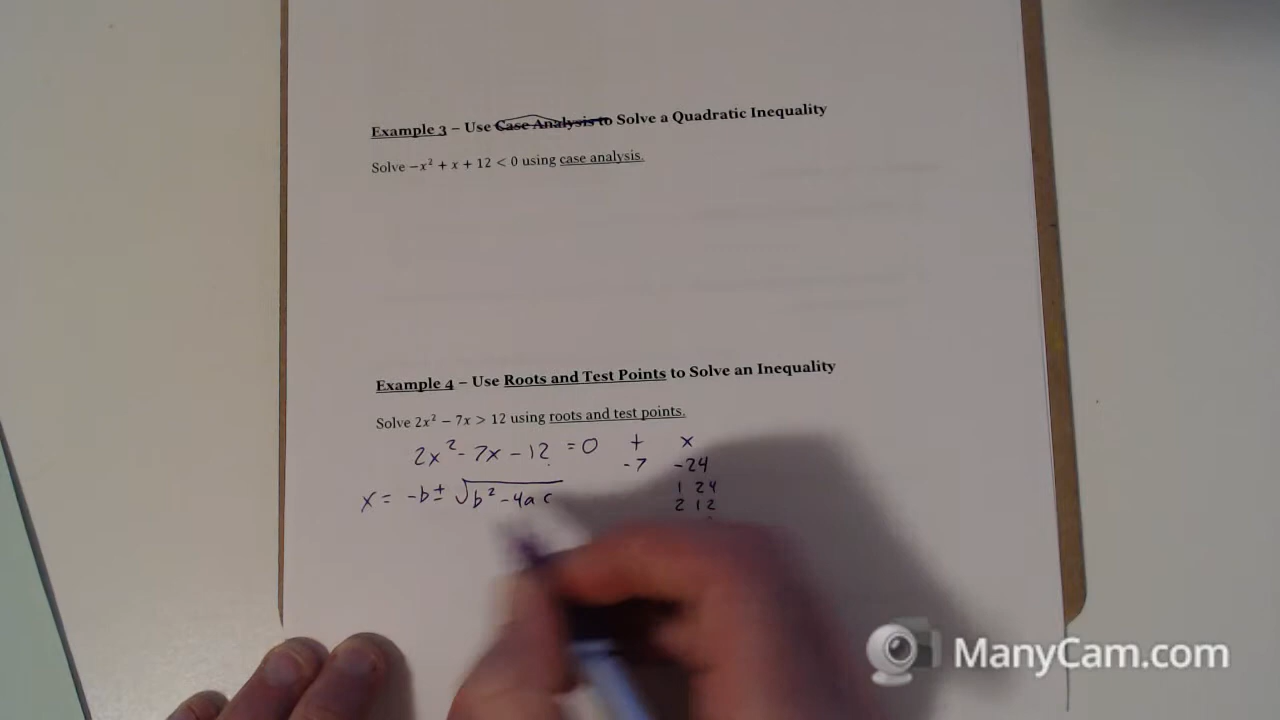 Example 3 – Use Case Analysis to Solve a Quadratic Inequality
Solve −x² + x + 12 < 0 using case analysis.
Example 4 – Use Roots and Test Points to Solve an Inequality
Solve 2x² − 7x > 12 using roots and test points.
2x² - 7x - 12 = 0 + x
-7 -24
x = -b ± √b² - 4ac 1 24
2 12
ManyCam.com